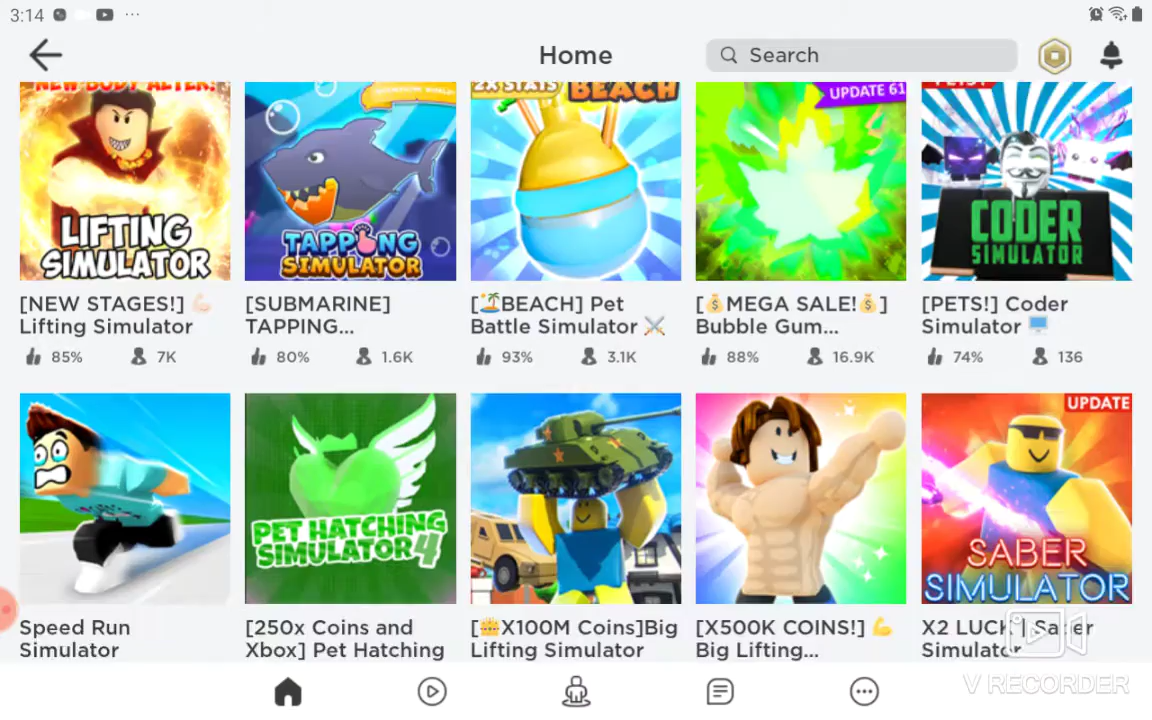 3:14
Home
Search
NEW BODY ALTER!
LIFTING
SIMULATOR
TAPPING
SIMULATOR
2X STATS
BEACH
UPDATE 61
CODER
SIMULATOR
[NEW STAGES!] 💪🏻
Lifting Simulator
85% 7K
[SUBMARINE]
TAPPING...
80% 1.6K
[🏝️BEACH] Pet
Battle Simulator ⚔️
93% 3.1K
[💰MEGA SALE!💰]
Bubble Gum...
88% 16.9K
[PETS!] Coder
Simulator 🖥️
74% 136
PET HATCHING
SIMULATOR 4
UPDATE
SABER
SIMULATOR
Speed Run
Simulator
[250x Coins and
Xbox] Pet Hatching
[👑X100M Coins]Big
Lifting Simulator
[X500K COINS!] 💪
Big Lifting...
X2 LUCK | Saber
Simulator
V RECORDER